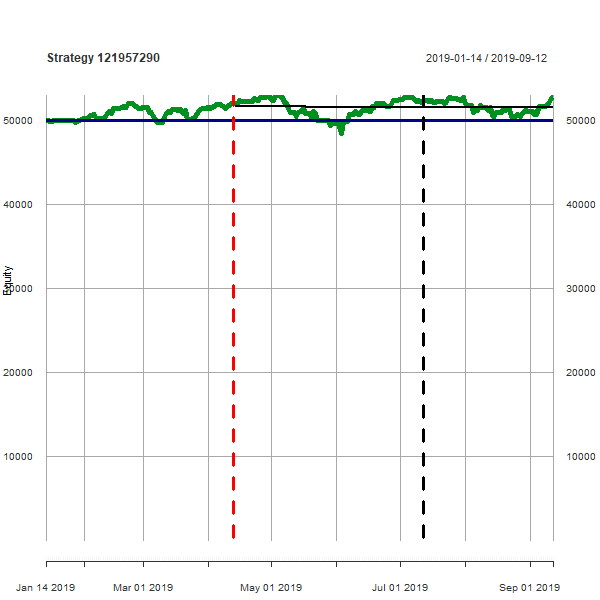 Strategy 121957290
2019-01-14 / 2019-09-12
50000 50000
40000 40000
Equity
30000 30000
20000 20000
10000 10000
Jan 14 2019 Mar 01 2019 May 01 2019 Jul 01 2019 Sep 01 2019